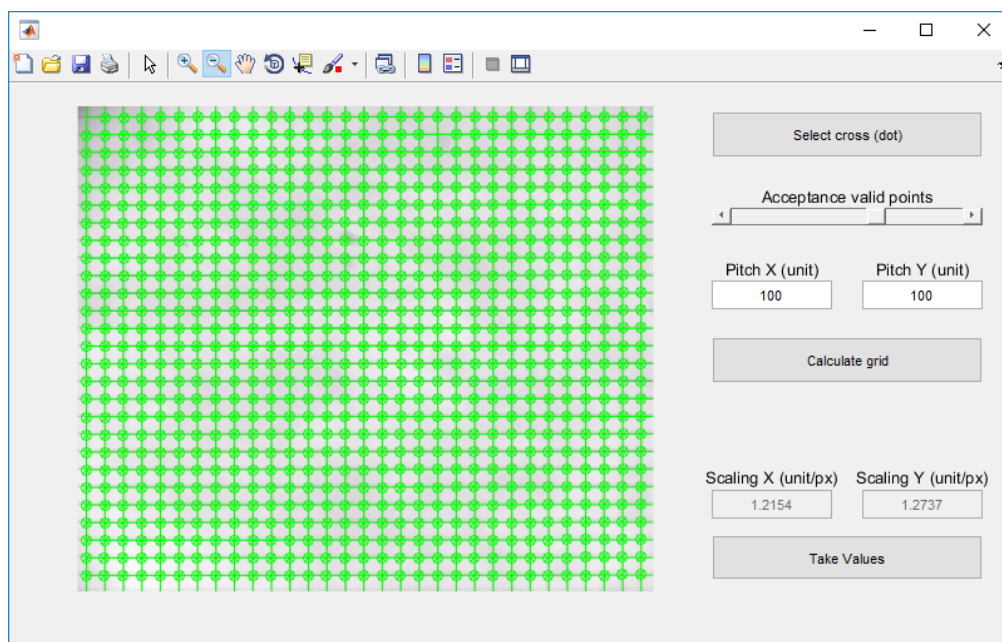 Select cross (dot)
Acceptance valid points
Pitch X (unit) Pitch Y (unit)
100 100
Calculate grid
Scaling X (unit/px) Scaling Y (unit/px)
1.2154 1.2737
Take Values